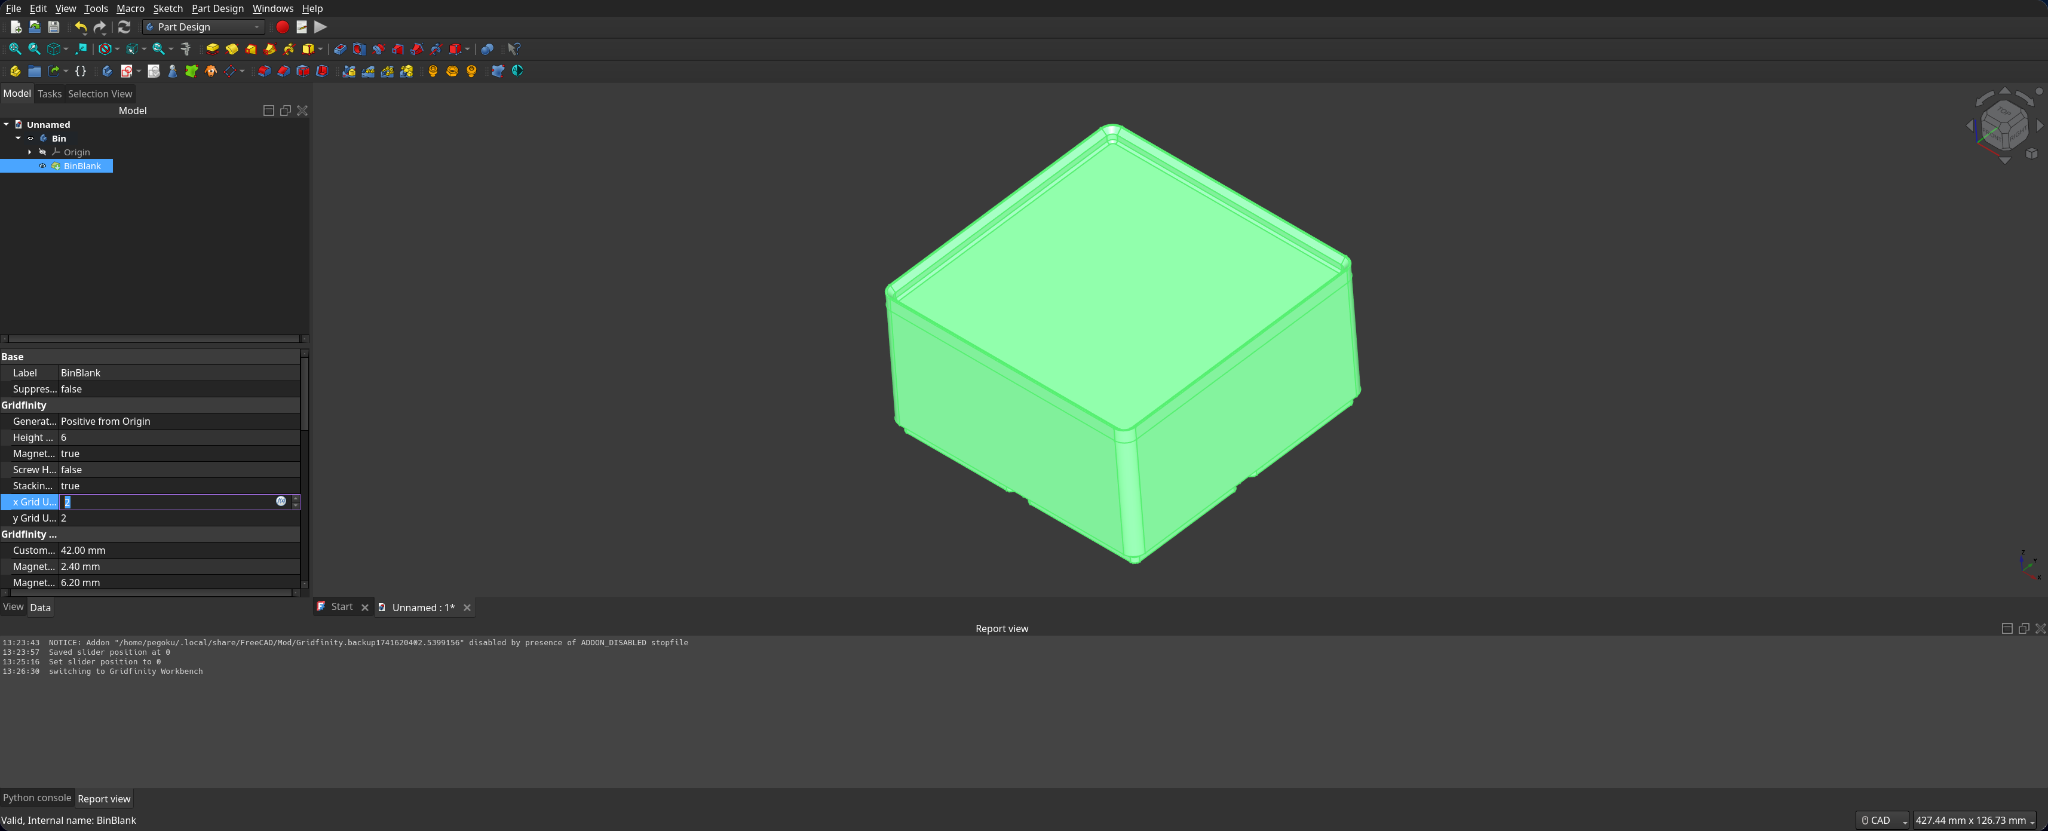 File Edit View Tools Macro Sketch Part Design Windows Help
Part Design
Model Tasks Selection View
Model
Unnamed
Bin
Origin
BinBlank
Base
Label BinBlank
Suppres... false
Gridfinity
Generat... Positive from Origin
Height ... 6
Magnet... true
Screw H... false
Stackin... true
x Grid U... 2
y Grid U... 2
Gridfinity ...
Custom... 42.00 mm
Magnet... 2.40 mm
Magnet... 6.20 mm
View Data
Start Unnamed : 1*
Report view
13:23:43 NOTICE: Addon "/home/pegoku/.local/share/FreeCAD/Mod/Gridfinity.backup1741620402.5399156" disabled by presence of ADDON_DISABLED stopfile
13:23:57 Saved slider position at 0
13:25:16 Set slider position to 0
13:26:30 switching to Gridfinity Workbench
Python console Report view
Valid, Internal name: BinBlank
CAD 427.44 mm x 126.73 mm